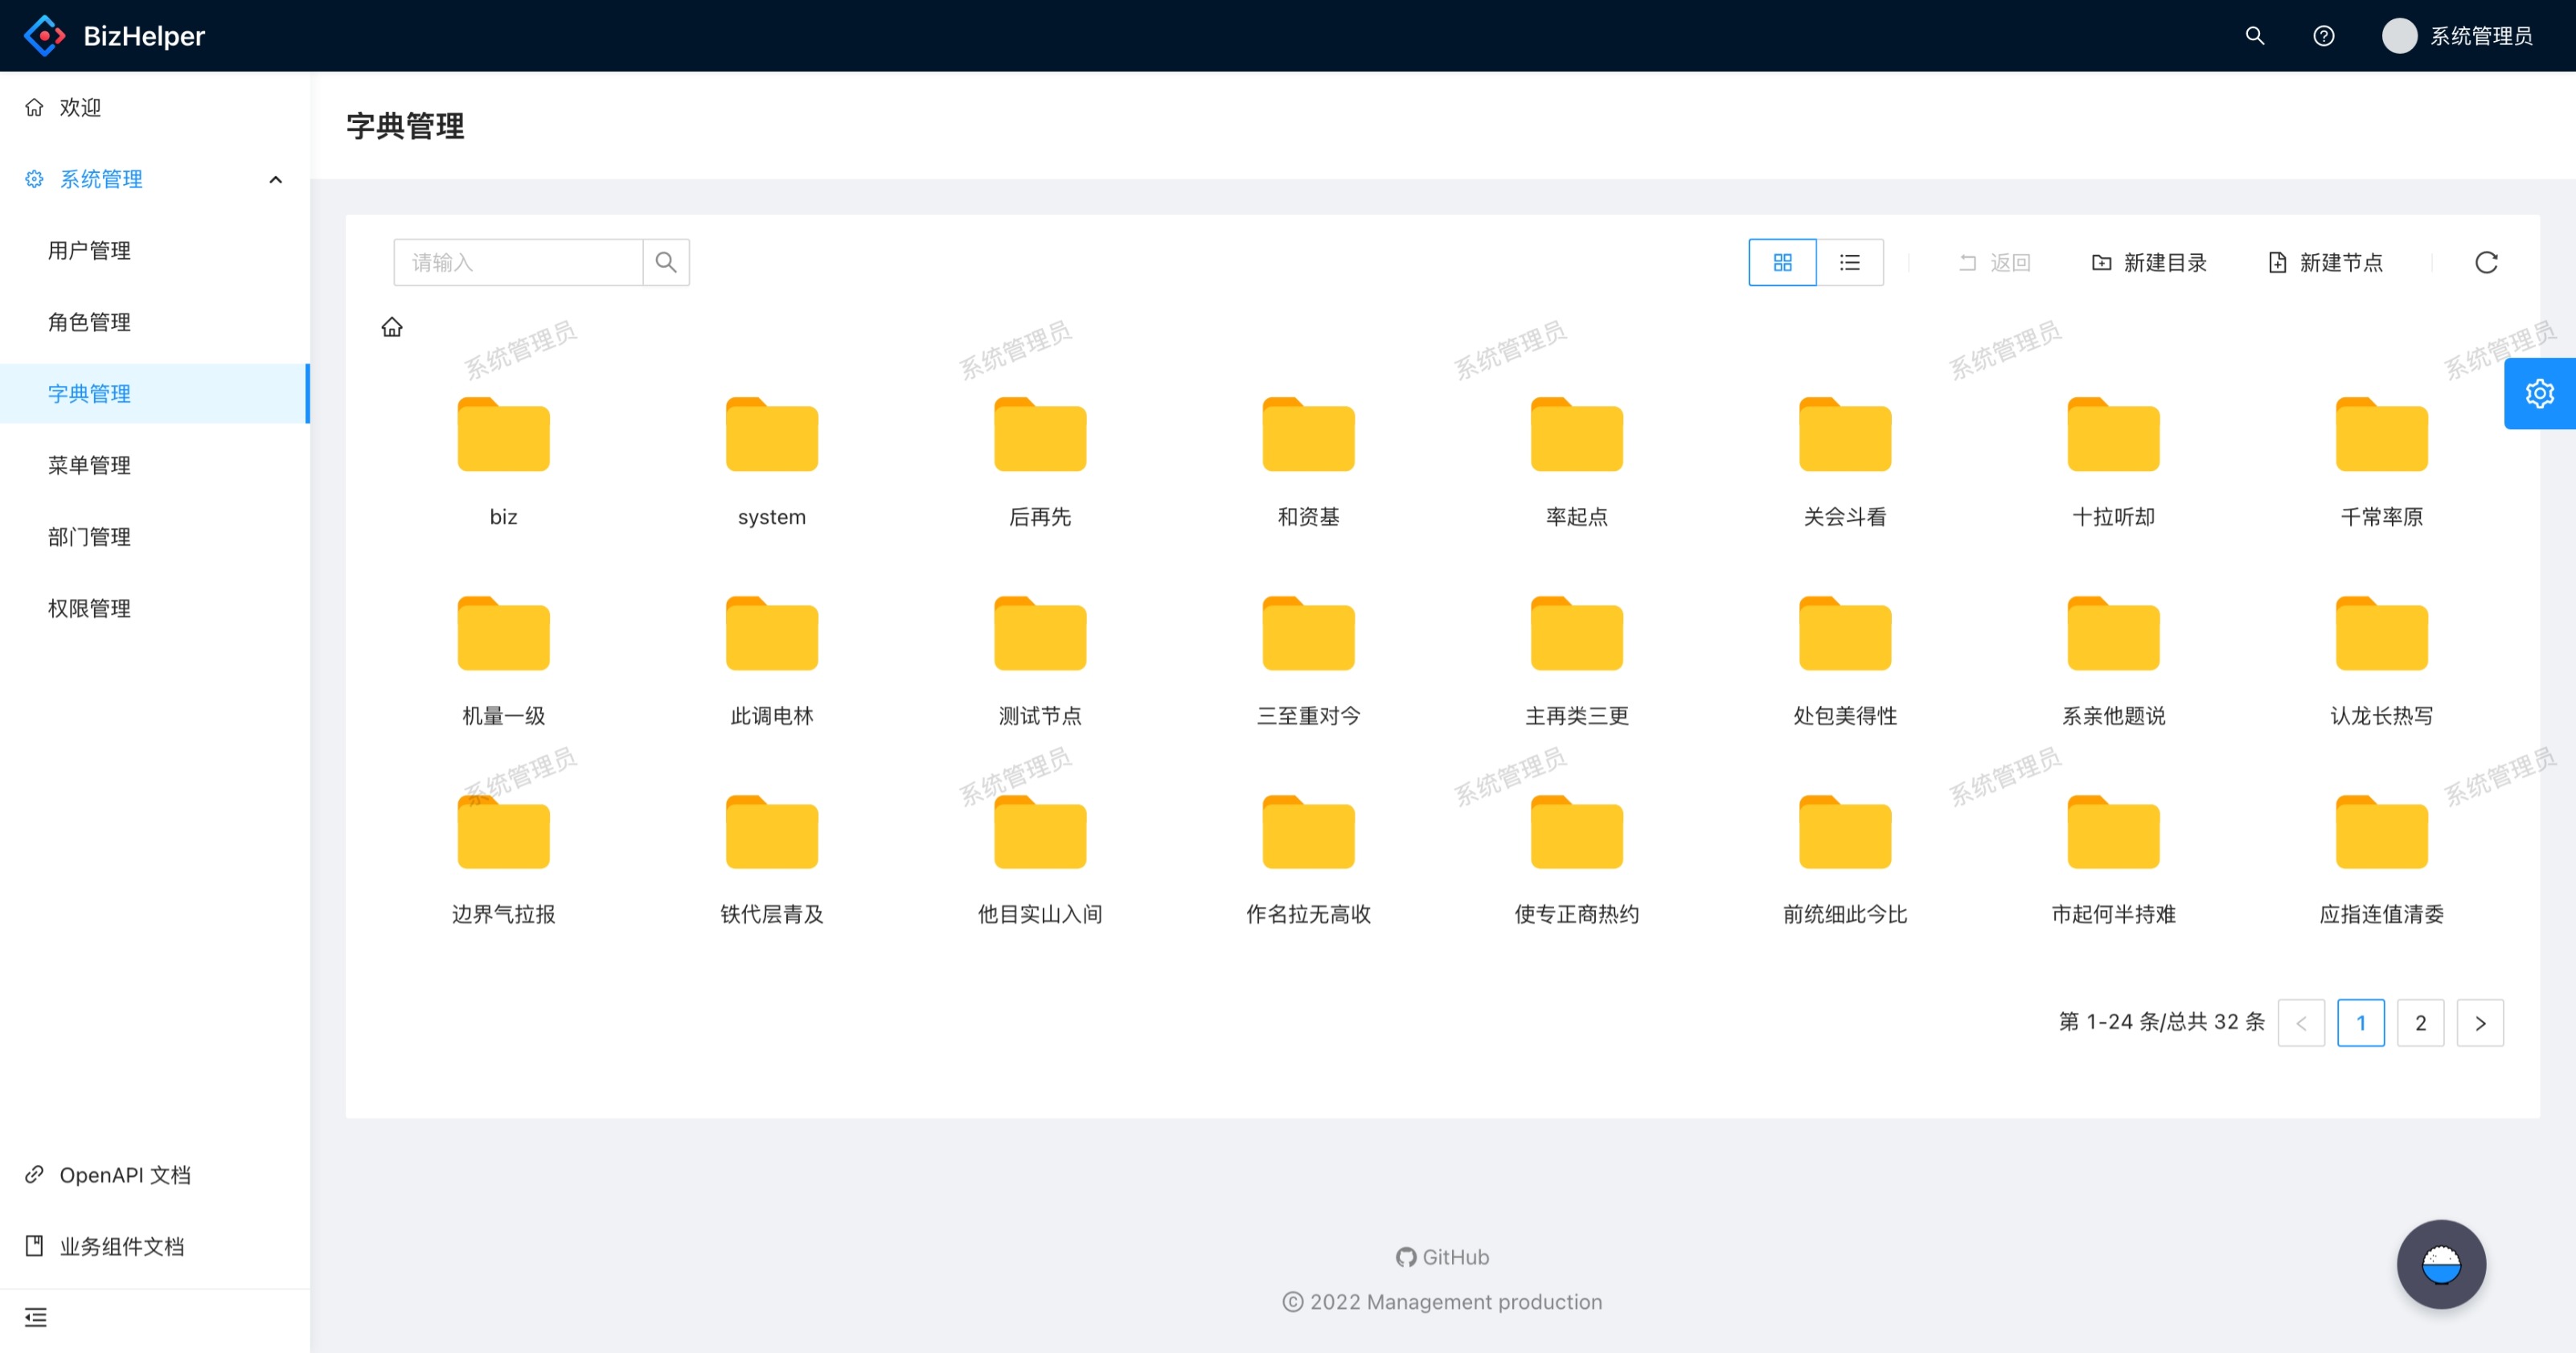 BizHelper
系统管理员
欢迎
系统管理
用户管理
角色管理
字典管理
菜单管理
部门管理
权限管理
OpenAPI 文档
业务组件文档
字典管理
请输入
返回
新建目录
新建节点
系统管理员 系统管理员 系统管理员 系统管理员 系统管理员
biz system 后再先 和资基 率起点 关会斗看 十拉听却 千常率原
机量一级 此调电林 测试节点 三至重对今 主再类三更 处包美得性 系亲他题说 认龙长热写
系统管理员 系统管理员 系统管理员 系统管理员 系统管理员
边界气拉报 铁代层青及 他目实山入间 作名拉无高收 使专正商热约 前统细此今比 市起何半持难 应指连值清委
第 1-24 条/总共 32 条 < 1 2 >
GitHub
© 2022 Management production